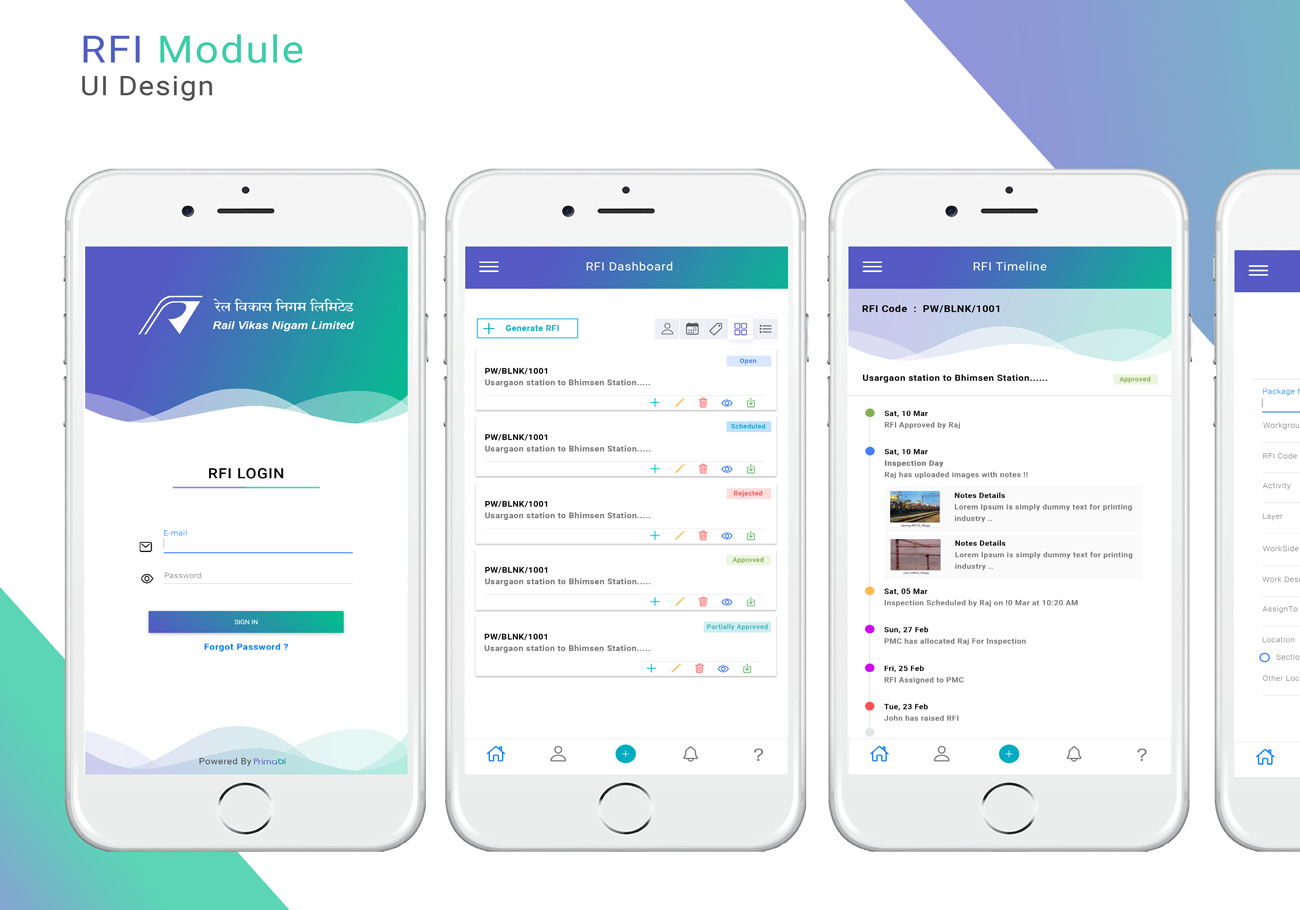 RFI Module
UI Design
रेल विकास निगम लिमिटेड
Rail Vikas Nigam Limited
RFI LOGIN
E-mail
Password
SIGN IN
Forgot Password ?
Powered By Primabi
RFI Dashboard
Generate RFI
Open
PW/BLNK/1001
Usargaon station to Bhimsen Station.....
Scheduled
PW/BLNK/1001
Usargaon station to Bhimsen Station.....
Rejected
PW/BLNK/1001
Usargaon station to Bhimsen Station.....
Approved
PW/BLNK/1001
Usargaon station to Bhimsen Station.....
Partially Approved
PW/BLNK/1001
Usargaon station to Bhimsen Station.....
RFI Timeline
RFI Code : PW/BLNK/1001
Usargaon station to Bhimsen Station......
Approved
Sat, 10 Mar
RFI Approved by Raj
Sat, 10 Mar
Inspection Day
Raj has uploaded images with notes !!
Notes Details
Lorem Ipsum is simply dummy text for printing
industry ..
Notes Details
Lorem Ipsum is simply dummy text for printing
industry ..
Sat, 05 Mar
Inspection Scheduled by Raj on !0 Mar at 10:20 AM
Sun, 27 Feb
PMC has allocated Raj For Inspection
Fri, 25 Feb
RFI Assigned to PMC
Tue, 23 Feb
John has raised RFI
Package
Workgrou
RFI Code
Activity
Layer
WorkSide
Work Des
AssignTo
Location
Sectio
Other Loc